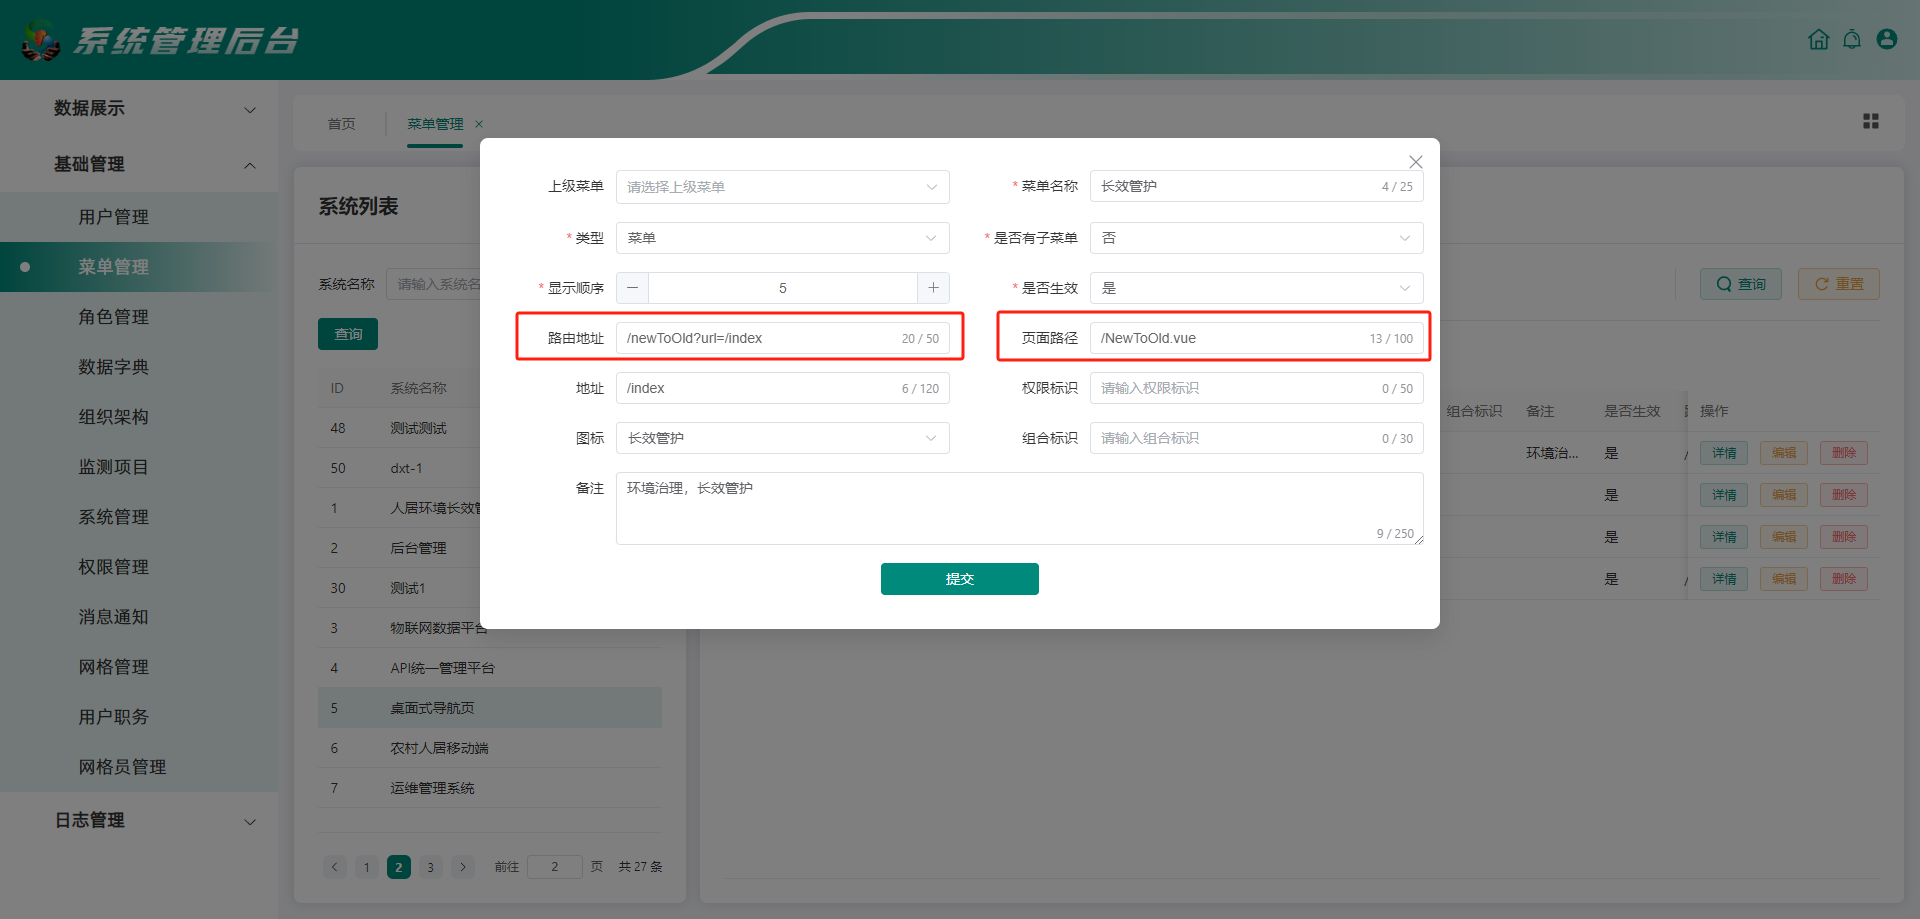 系统管理后台
数据展示
基础管理
用户管理
菜单管理
角色管理
数据字典
组织架构
监测项目
系统管理
权限管理
消息通知
网格管理
用户职务
网格员管理
日志管理
首页
菜单管理 ×
系统列表
系统名称 请输入系统名
查询
ID 系统名称
48 测试测试
50 dxt-1
1 人居环境长效管
2 后台管理
30 测试1
3 物联网数据平台
4 API统一管理平台
5 桌面式导航页
6 农村人居移动端
7 运维管理系统
1 2 3 前往 2 页 共 27 条
上级菜单 请选择上级菜单
* 菜单名称 长效管护 4 / 25
* 类型 菜单
* 是否有子菜单 否
* 显示顺序 5
* 是否生效 是
路由地址 /newToOld?url=/index 20 / 50
页面路径 /NewToOld.vue 13 / 100
地址 /index 6 / 120
权限标识 请输入权限标识 0 / 50
图标 长效管护
组合标识 请输入组合标识 0 / 30
备注 环境治理，长效管护
9 / 250
提交
查询 重置
组合标识 备注 是否生效 操作
环境治... 是 / 详情 编辑 删除
是 详情 编辑 删除
是 详情 编辑 删除
是 / 详情 编辑 删除